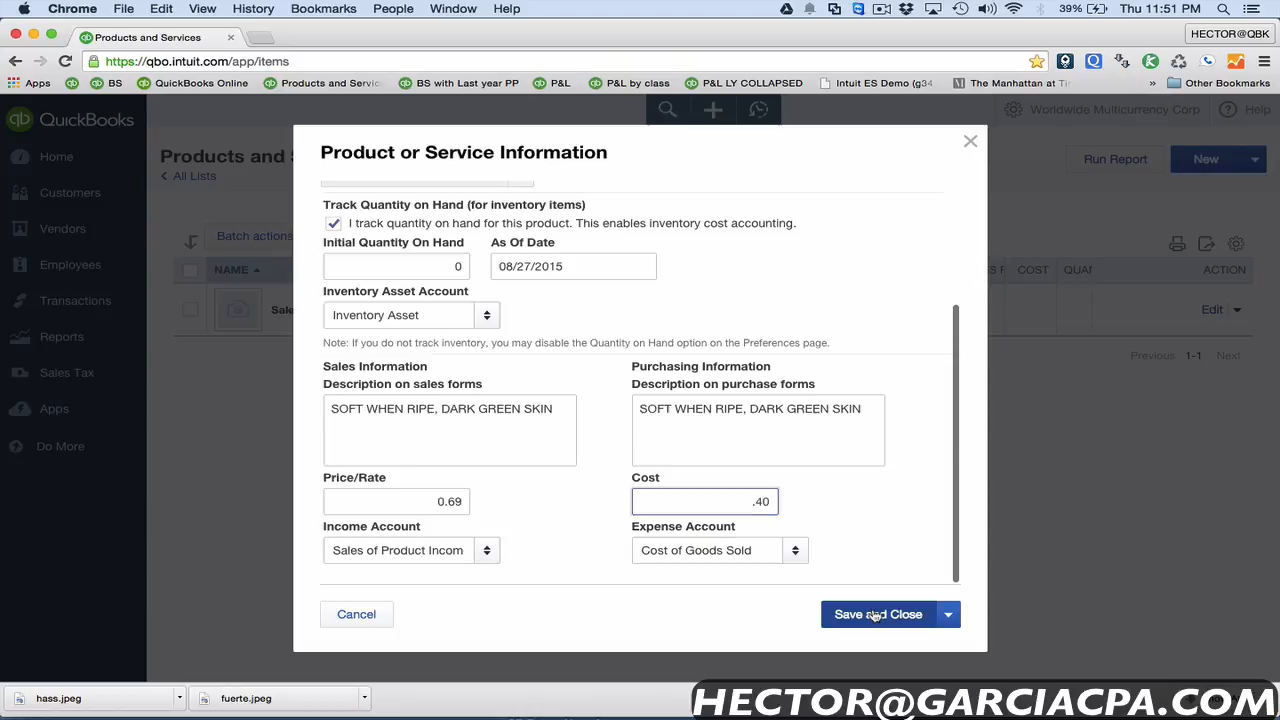 Chrome File Edit View History Bookmarks People Window Help 39% Thu 11:51 PM
Products and Services HECTOR@QBK
https://qbo.intuit.com/app/items
Apps BS QuickBooks Online Products and Servic BS with Last year PP P&L P&L by class P&L LY COLLAPSED Intuit ES Demo (g34 The Manhattan at Tin » Other Bookmarks
QuickBooks Worldwide Multicurrency Corp Help
Home
Customers
Vendors
Employees
Transactions
Reports
Sales Tax
Apps
Do More
Products and S Run Report New
All Lists
Batch actions
NAME COST QUAN ACTION
Sale Edit
Previous 1-1 Next
Product or Service Information
Track Quantity on Hand (for inventory items)
I track quantity on hand for this product. This enables inventory cost accounting.
Initial Quantity On Hand As Of Date
0 08/27/2015
Inventory Asset Account
Inventory Asset
Note: If you do not track inventory, you may disable the Quantity on Hand option on the Preferences page.
Sales Information Purchasing Information
Description on sales forms Description on purchase forms
SOFT WHEN RIPE, DARK GREEN SKIN SOFT WHEN RIPE, DARK GREEN SKIN
Price/Rate Cost
0.69 .40
Income Account Expense Account
Sales of Product Incom Cost of Goods Sold
Cancel Save and Close
hass.jpeg fuerte.jpeg
HECTOR@GARCIACPA.COM